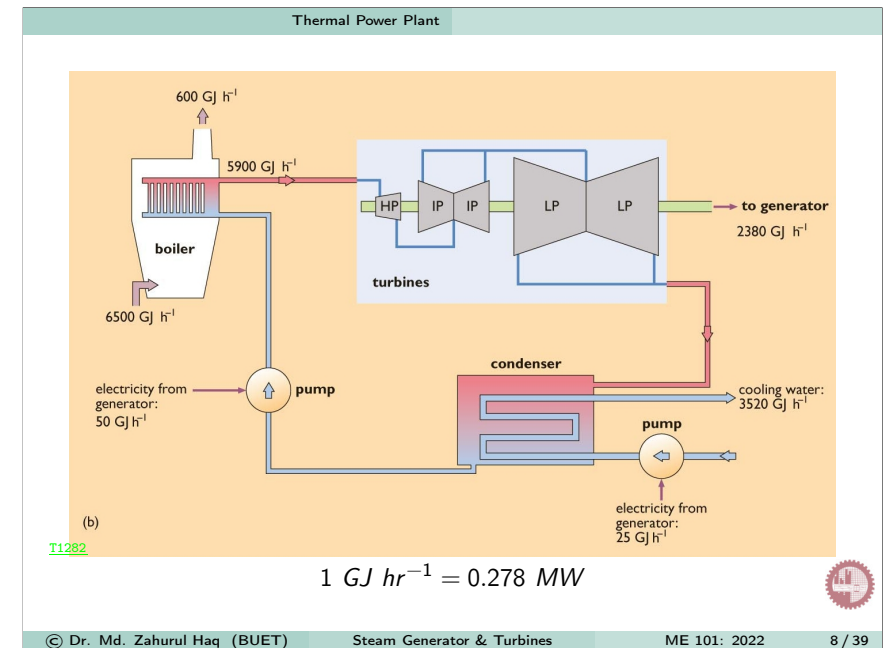 Thermal Power Plant
600 GJ h⁻¹
5900 GJ h⁻¹
HP
IP
IP
LP
LP
to generator
2380 GJ h⁻¹
boiler
turbines
6500 GJ h⁻¹
condenser
electricity from
generator:
50 GJ h⁻¹
pump
cooling water:
3520 GJ h⁻¹
pump
electricity from
generator:
25 GJ h⁻¹
(b)
T1282
1 GJ hr⁻¹ = 0.278 MW
© Dr. Md. Zahurul Haq (BUET) Steam Generator & Turbines ME 101: 2022 8 / 39